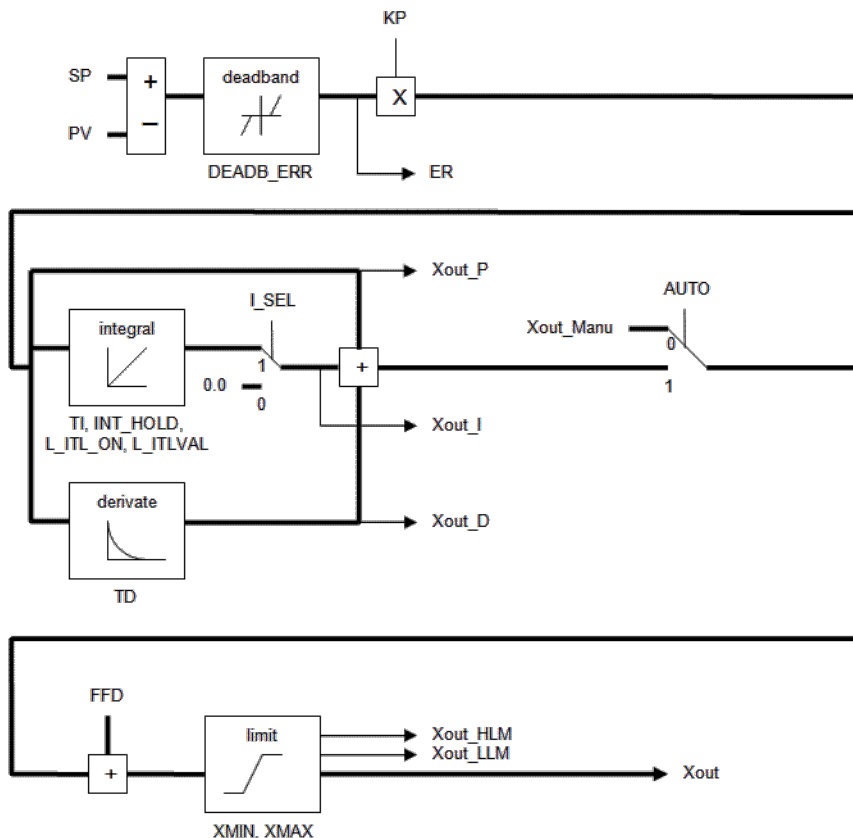 KP
SP
+
deadband
X
PV
−
DEADB_ERR
ER
Xout_P
I_SEL
AUTO
integral
Xout_Manu
0
1
+
0.0
0
1
TI, INT_HOLD,
L_ITL_ON, L_ITLVAL
Xout_I
derivate
Xout_D
TD
FFD
limit
Xout_HLM
Xout_LLM
+
Xout
XMIN, XMAX